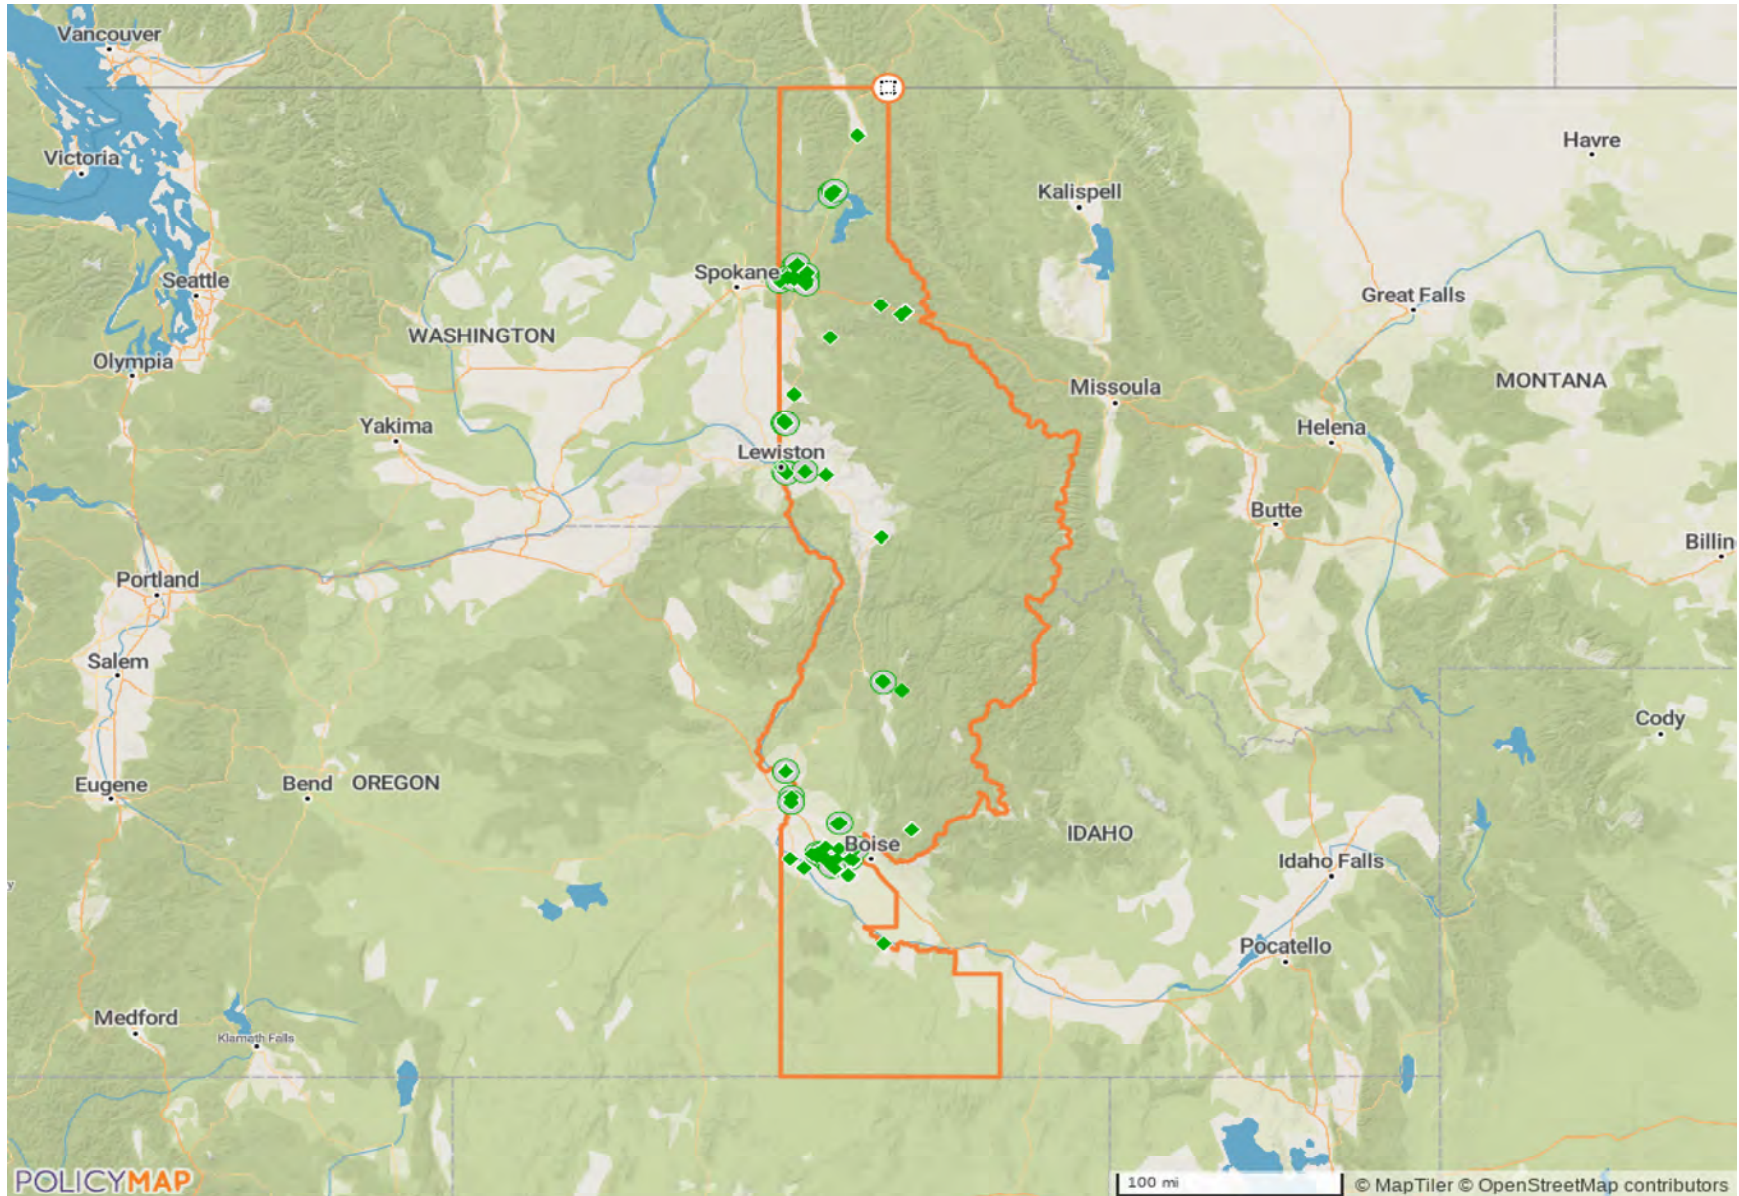 Vancouver
Havre
Victoria
Kalispell
Spokane
Seattle
Great Falls
WASHINGTON
Olympia
Missoula
MONTANA
Yakima
Helena
Lewiston
Butte
Billin
Portland
Salem
Cody
Eugene
Bend
OREGON
IDAHO
Boise
Idaho Falls
y
Pocatello
Medford
Klamath Falls
POLICYMAP
100 mi
© MapTiler © OpenStreetMap contributors